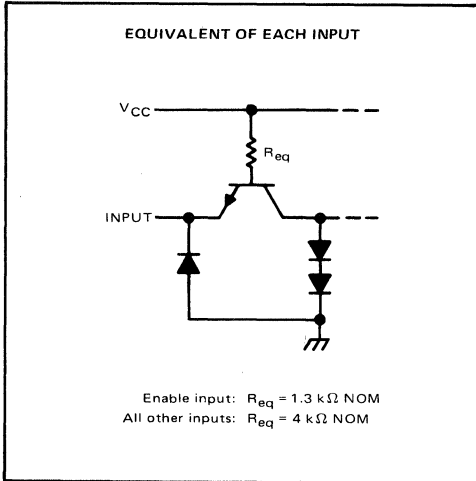 EQUIVALENT OF EACH INPUT
VCC
Req
INPUT
Enable input: Req = 1.3 kΩ NOM
All other inputs: Req = 4 kΩ NOM